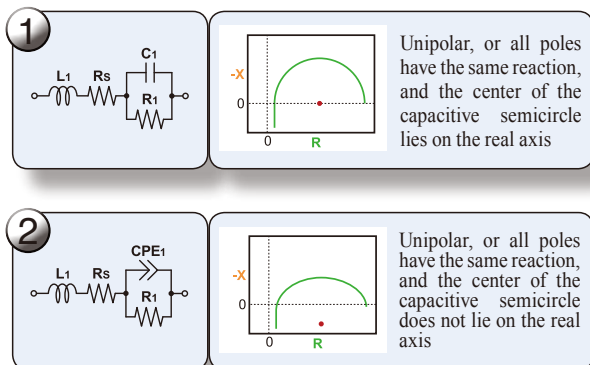 1
L1 Rs C1
R1
-X
0
0
R
Unipolar, or all poles
have the same reaction,
and the center of the
capacitive semicircle
lies on the real axis
2
L1 Rs CPE1
R1
-X
0
0
R
Unipolar, or all poles
have the same reaction,
and the center of the
capacitive semicircle
does not lie on the real
axis